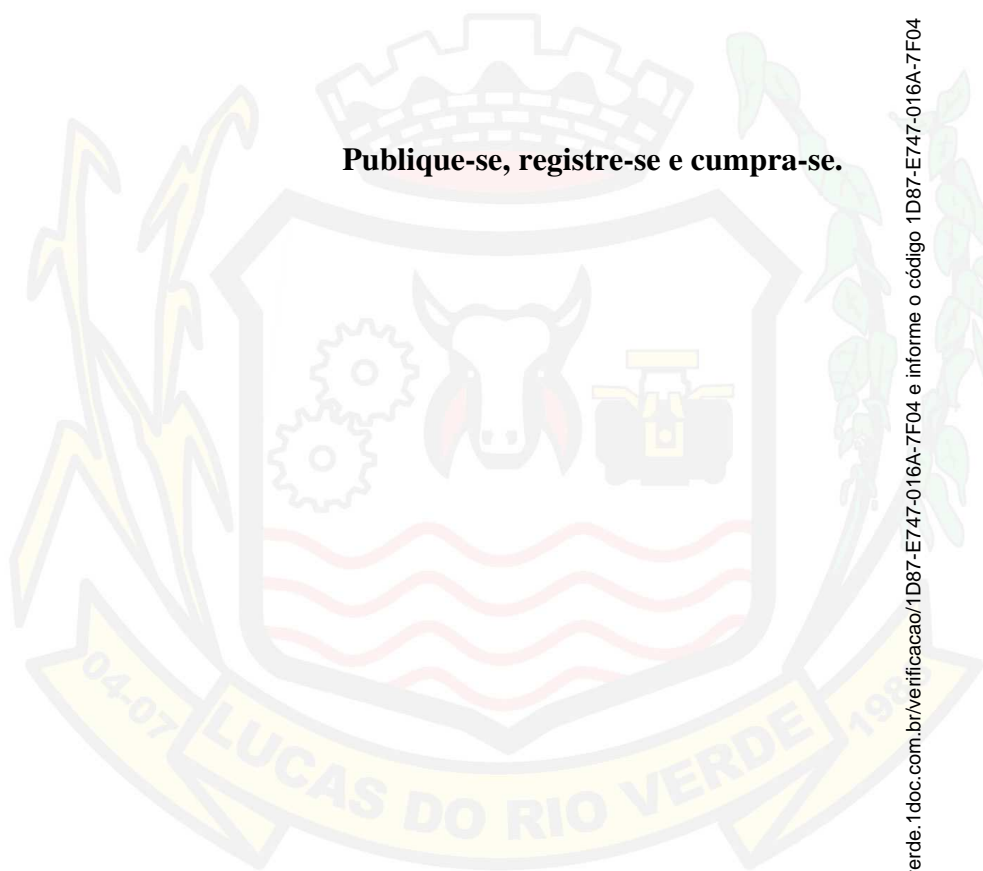 Publique-se, registre-se e cumpra-se.
04-07
LUCAS DO RIO VERDE
erde.1doc.com.br/verificacao/1D87-E747-016A-7F04 e informe o código 1D87-E747-016A-7F04